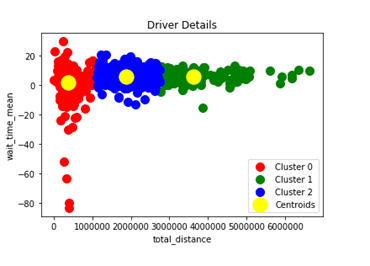 Driver Details
wait_time_mean
20
0
−20
−40
−60
−80
0 1000000 2000000 3000000 4000000 5000000 6000000
total_distance
Cluster 0
Cluster 1
Cluster 2
Centroids